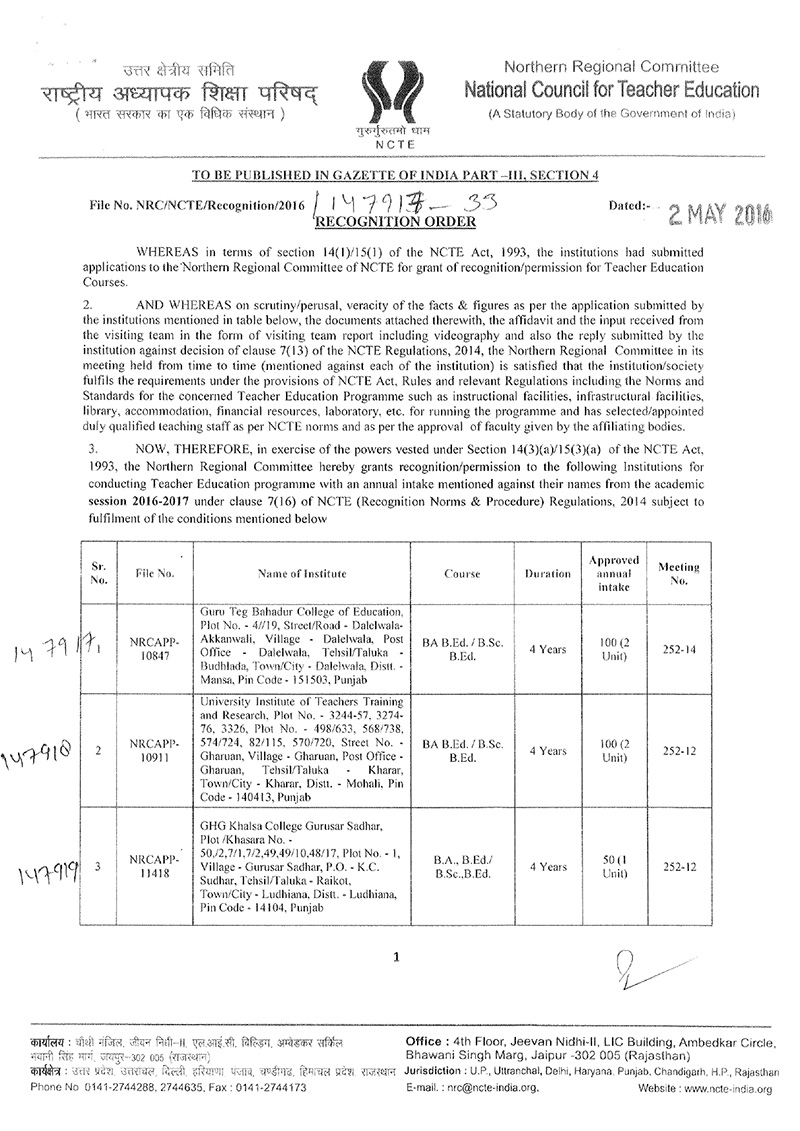 उत्तर क्षेत्रीय समिति
राष्ट्रीय अध्यापक शिक्षा परिषद्
( भारत सरकार का एक विधिक संस्थान )
गुरुर्गुरुतमो धाम
NCTE
Northern Regional Committee
National Council for Teacher Education
(A Statutory Body of the Government of India)
TO BE PUBLISHED IN GAZETTE OF INDIA PART –III, SECTION 4
File No. NRC/NCTE/Recognition/2016 /147917-33 Dated:- 2 MAY 2016
RECOGNITION ORDER
WHEREAS in terms of section 14(1)/15(1) of the NCTE Act, 1993, the institutions had submitted
applications to the Northern Regional Committee of NCTE for grant of recognition/permission for Teacher Education
Courses.
2. AND WHEREAS on scrutiny/perusal, veracity of the facts & figures as per the application submitted by
the institutions mentioned in table below, the documents attached therewith, the affidavit and the input received from
the visiting team in the form of visiting team report including videography and also the reply submitted by the
institution against decision of clause 7(13) of the NCTE Regulations, 2014, the Northern Regional Committee in its
meeting held from time to time (mentioned against each of the institution) is satisfied that the institution/society
fulfils the requirements under the provisions of NCTE Act, Rules and relevant Regulations including the Norms and
Standards for the concerned Teacher Education Programme such as instructional facilities, infrastructural facilities,
library, accommodation, financial resources, laboratory, etc. for running the programme and has selected/appointed
duly qualified teaching staff as per NCTE norms and as per the approval of faculty given by the affiliating bodies.
3. NOW, THEREFORE, in exercise of the powers vested under Section 14(3)(a)/15(3)(a) of the NCTE Act,
1993, the Northern Regional Committee hereby grants recognition/permission to the following Institutions for
conducting Teacher Education programme with an annual intake mentioned against their names from the academic
session 2016-2017 under clause 7(16) of NCTE (Recognition Norms & Procedure) Regulations, 2014 subject to
fulfilment of the conditions mentioned below
Sr. No.
File No.
Name of Institute
Course
Duration
Approved annual intake
Meeting No.
147917
1
NRCAPP-
10847
Guru Teg Bahadur College of Education,
Plot No. - 4//19, Street/Road - Dalelwala-
Akkanwali, Village - Dalelwala, Post
Office - Dalelwala, Tehsil/Taluka -
Budhlada, Town/City - Dalelwala, Distt. -
Mansa, Pin Code - 151503, Punjab
BA B.Ed. / B.Sc.
B.Ed.
4 Years
100 (2
Unit)
252-14
147918
2
NRCAPP-
10911
University Institute of Teachers Training
and Research, Plot No. - 3244-57, 3274-
76, 3326, Plot No. - 498/633, 568/738,
574/724, 82/115, 570/720, Street No. -
Gharuan, Village - Gharuan, Post Office -
Gharuan, Tehsil/Taluka - Kharar,
Town/City - Kharar, Distt. - Mohali, Pin
Code - 140413, Punjab
BA B.Ed. / B.Sc.
B.Ed.
4 Years
100 (2
Unit)
252-12
147919
3
NRCAPP-
11418
GHG Khalsa College Gurusar Sadhar,
Plot /Khasara No. -
50,/2,7/1,7/2,49,49/10,48/17, Plot No. - 1,
Village - Gurusar Sadhar, P.O. - K.C.
Sudhar, Tehsil/Taluka - Raikot,
Town/City - Ludhiana, Distt. - Ludhiana,
Pin Code - 14104, Punjab
B.A., B.Ed./
B.Sc.,B.Ed.
4 Years
50 (1
Unit)
252-12
1
कार्यालय : चौथी मंजिल, जीवन निधी-II, एल.आई.सी. बिल्डिंग, अम्बेडकर सर्किल
भवानी सिंह मार्ग, जयपुर-302 005 (राजस्थान)
कार्यक्षेत्र : उत्तर प्रदेश, उत्तरांचल, दिल्ली, हरियाणा, पंजाब, चण्डीगढ, हिमाचल प्रदेश, राजस्थान
Phone No 0141-2744288, 2744635, Fax : 0141-2744173
Office : 4th Floor, Jeevan Nidhi-II, LIC Building, Ambedkar Circle,
Bhawani Singh Marg, Jaipur -302 005 (Rajasthan)
Jurisdiction : U.P., Uttranchal, Delhi, Haryana, Punjab, Chandigarh, H.P., Rajasthan
E-mail. : nrc@ncte-india.org, Website : www.ncte-india.org